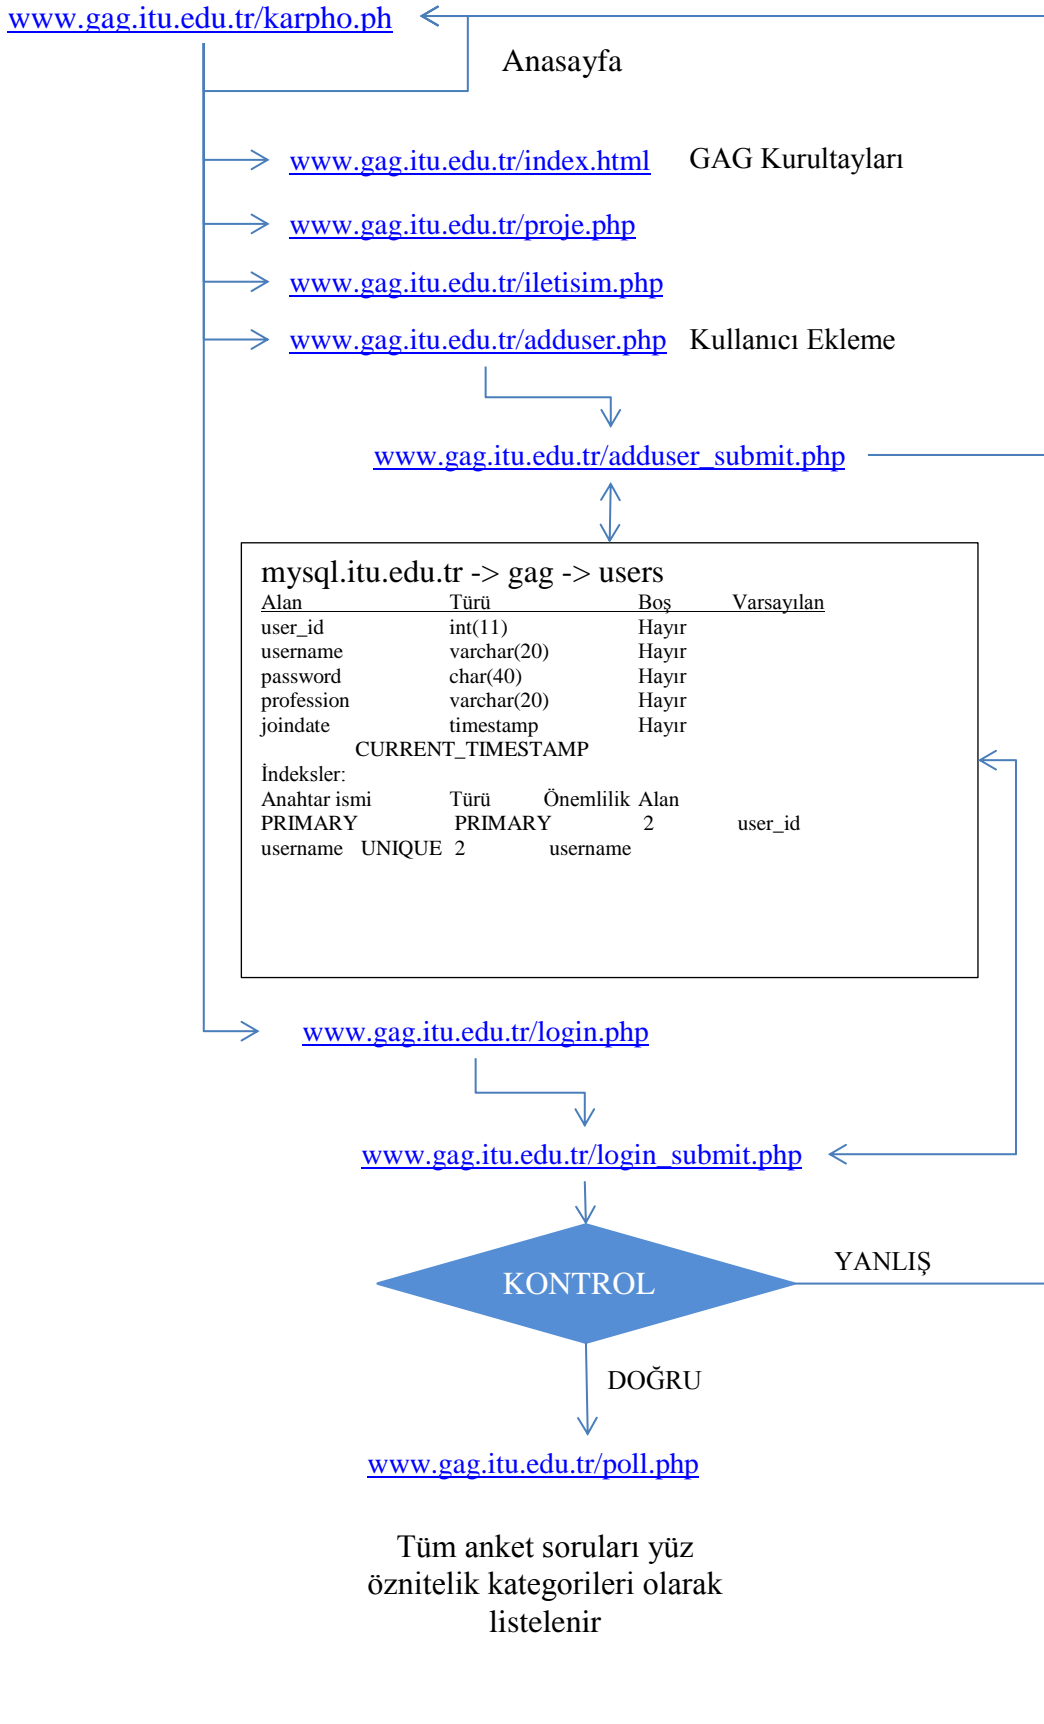 www.gag.itu.edu.tr/karpho.ph
Anasayfa
www.gag.itu.edu.tr/index.html GAG Kurultayları
www.gag.itu.edu.tr/proje.php
www.gag.itu.edu.tr/iletisim.php
www.gag.itu.edu.tr/adduser.php Kullanıcı Ekleme
www.gag.itu.edu.tr/adduser_submit.php
mysql.itu.edu.tr -> gag -> users
Alan Türü Boş Varsayılan
user_id int(11) Hayır
username varchar(20) Hayır
password char(40) Hayır
profession varchar(20) Hayır
joindate timestamp Hayır
CURRENT_TIMESTAMP
İndeksler:
Anahtar ismi Türü Önemlilik Alan
PRIMARY PRIMARY 2 user_id
username UNIQUE 2 username
www.gag.itu.edu.tr/login.php
www.gag.itu.edu.tr/login_submit.php
YANLIŞ
KONTROL
DOĞRU
www.gag.itu.edu.tr/poll.php
Tüm anket soruları yüz
öznitelik kategorileri olarak
listelenir